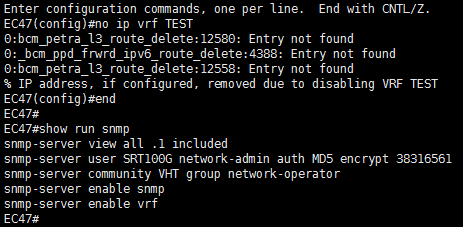 Enter configuration commands, one per line.  End with CNTL/Z.
EC47(config)#no ip vrf TEST
0:bcm_petra_l3_route_delete:12580: Entry not found
0:_bcm_ppd_frwrd_ipv6_route_delete:4388: Entry not found
0:bcm_petra_l3_route_delete:12558: Entry not found
% IP address, if configured, removed due to disabling VRF TEST
EC47(config)#end
EC47#
EC47#show run snmp
snmp-server view all .1 included
snmp-server user SRT100G network-admin auth MD5 encrypt 38316561
snmp-server community VHT group network-operator
snmp-server enable snmp
snmp-server enable vrf
EC47#